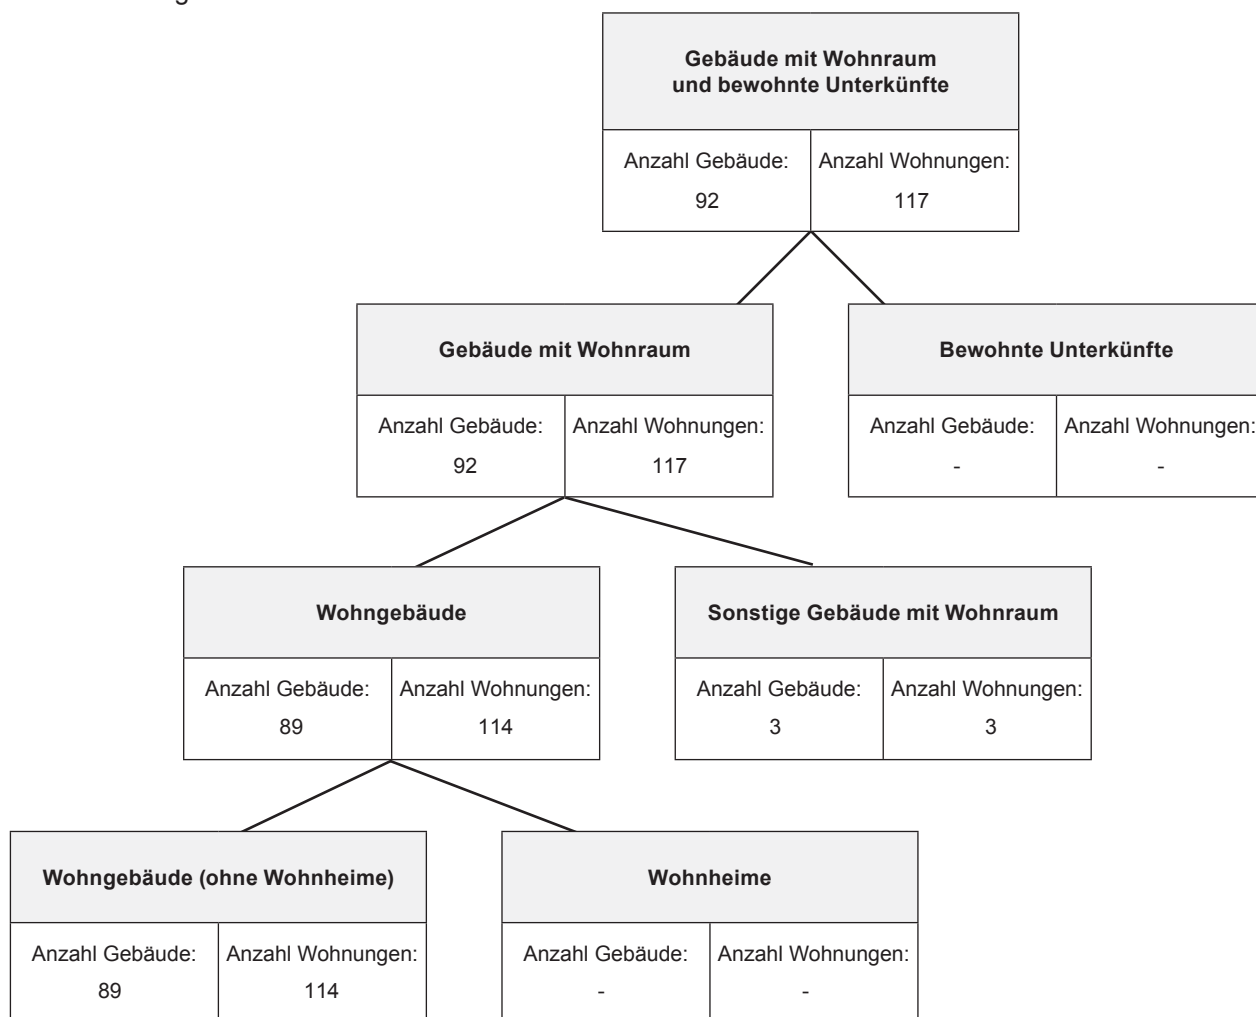 Gebäude mit Wohnraum
und bewohnte Unterkünfte
Anzahl Gebäude:
92
Anzahl Wohnungen:
117
Gebäude mit Wohnraum
Anzahl Gebäude:
92
Anzahl Wohnungen:
117
Bewohnte Unterkünfte
Anzahl Gebäude:
-
Anzahl Wohnungen:
-
Wohngebäude
Anzahl Gebäude:
89
Anzahl Wohnungen:
114
Sonstige Gebäude mit Wohnraum
Anzahl Gebäude:
3
Anzahl Wohnungen:
3
Wohngebäude (ohne Wohnheime)
Anzahl Gebäude:
89
Anzahl Wohnungen:
114
Wohnheime
Anzahl Gebäude:
-
Anzahl Wohnungen:
-